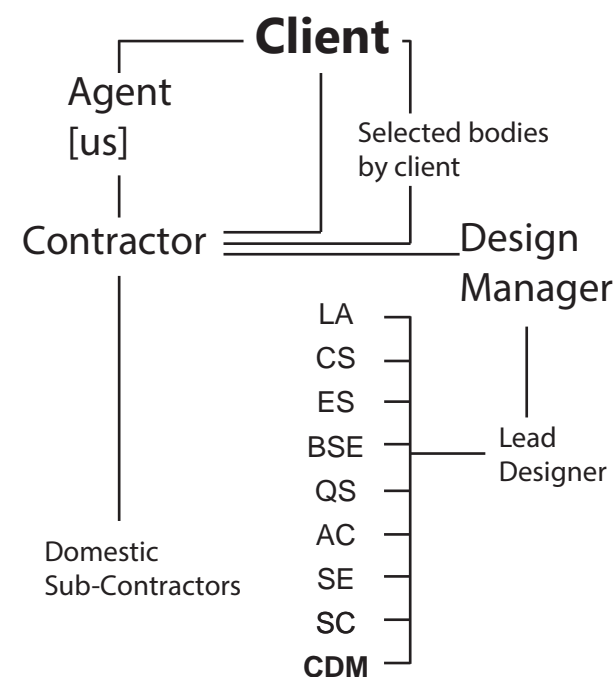 Client
Agent
[us]
Selected bodies
by client
Contractor
Design
Manager
LA
CS
ES
BSE
QS
AC
SE
SC
CDM
Lead
Designer
Domestic
Sub-Contractors